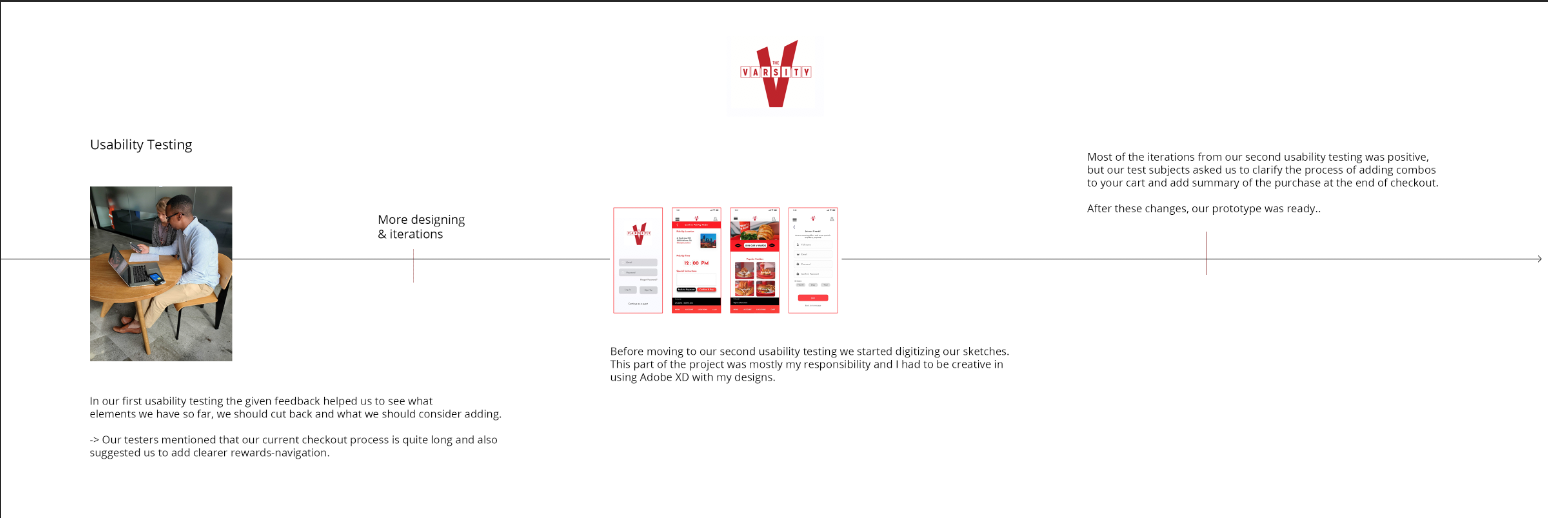 THE
VARSITY
Usability Testing
Most of the iterations from our second usability testing was positive,
but our test subjects asked us to clarify the process of adding combos
to your cart and add summary of the purchase at the end of checkout.
After these changes, our prototype was ready..
More designing
& iterations
12: 00 PM
Before moving to our second usability testing we started digitizing our sketches.
This part of the project was mostly my responsibility and I had to be creative in
using Adobe XD with my designs.
In our first usability testing the given feedback helped us to see what
elements we have so far, we should cut back and what we should consider adding.
-> Our testers mentioned that our current checkout process is quite long and also
suggested us to add clearer rewards-navigation.